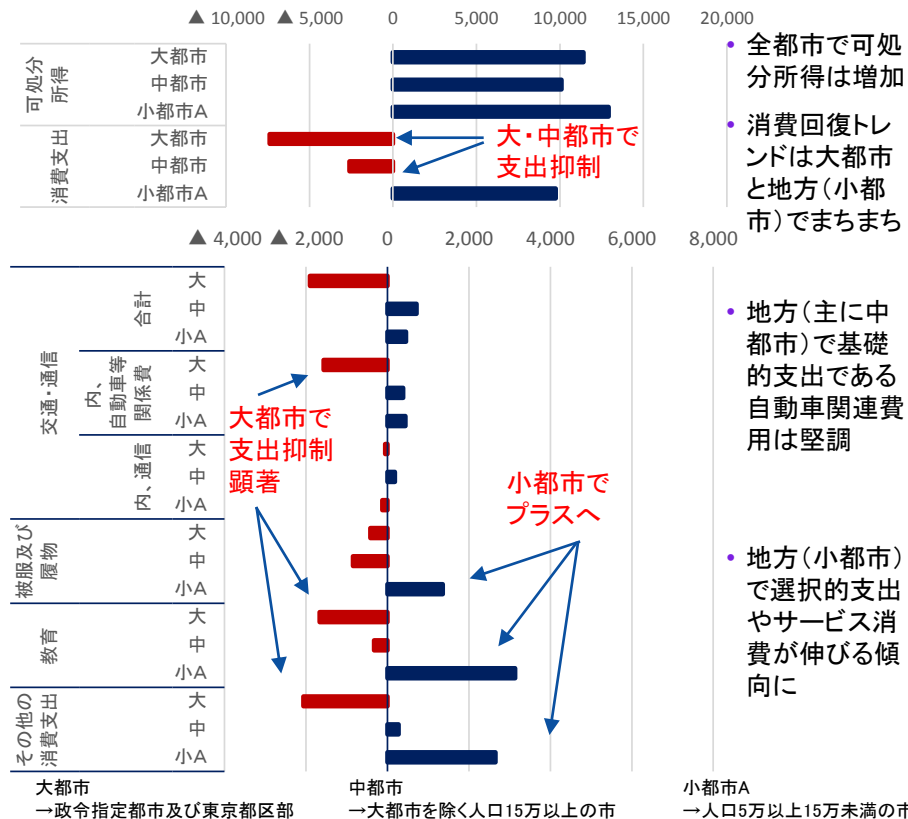 ▲ 10,000 ▲ 5,000 0 5,000 10,000 15,000 20,000
可処分
所得
大都市
中都市
小都市A
消費支出
大都市
中都市
小都市A
大・中都市で
支出抑制
• 全都市で可処
分所得は増加
• 消費回復トレ
ンドは大都市
と地方(小都
市)でまちまち
▲ 4,000 ▲ 2,000 0 2,000 4,000 6,000 8,000
交通・通信
合計
大
中
小A
内、
自動車等
関係費
大
中
小A
内、通信
大
中
小A
被服及び
履物
大
中
小A
教育
大
中
小A
その他の
消費支出
大
中
小A
大都市で
支出抑制
顕著
小都市で
プラスへ
• 地方(主に中
都市)で基礎
的支出である
自動車関連費
用は堅調
• 地方(小都市)
で選択的支出
やサービス消
費が伸びる傾
向に
大都市
→政令指定都市及び東京都区部
中都市
→大都市を除く人口15万以上の市
小都市A
→人口5万以上15万未満の市